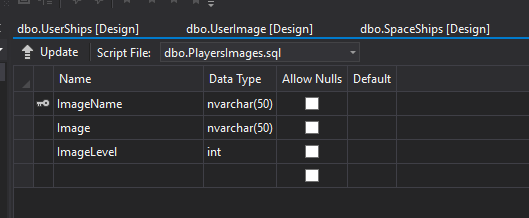 dbo.UserShips [Design] dbo.UserImage [Design] dbo.SpaceShips [Design]
Update Script File: dbo.PlayersImages.sql
Name Data Type Allow Nulls Default
ImageName nvarchar(50)
Image nvarchar(50)
ImageLevel int